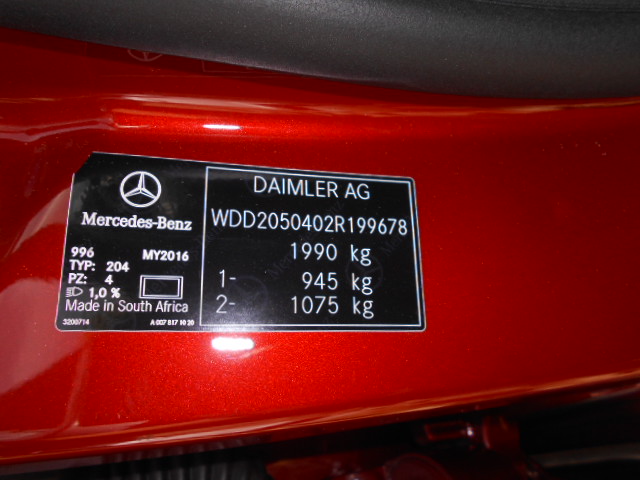 Mercedes-Benz
996 MY2016
TYP: 204
PZ: 4
1,0 %
Made in South Africa
3200714 A 007 817 10 20
DAIMLER AG
WDD2050402R199678
1990 kg
1- 945 kg
2- 1075 kg